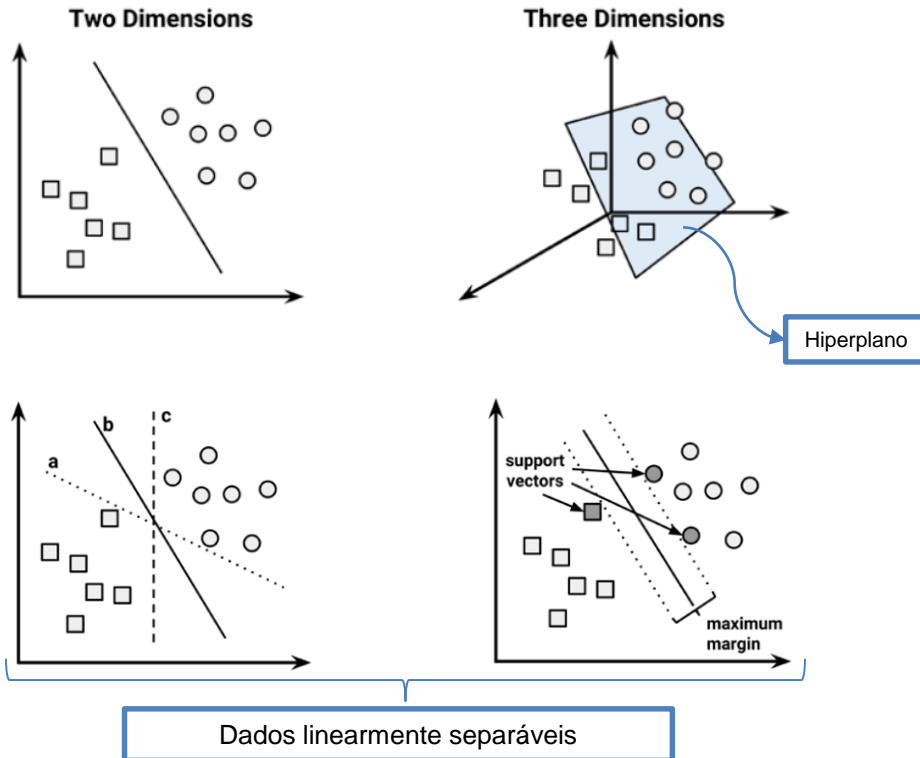 Two Dimensions
Three Dimensions
Hiperplano
a
b
c
support
vectors
maximum
margin
Dados linearmente separáveis